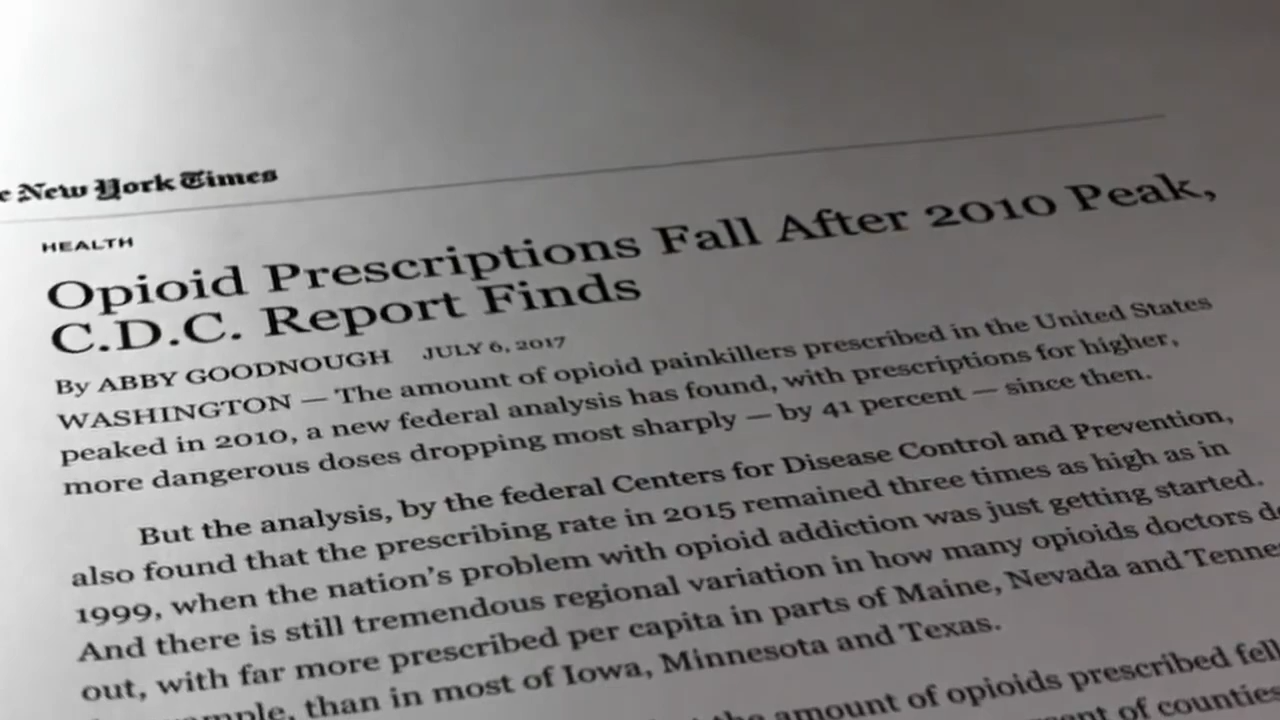 New York Times
HEALTH
Opioid Prescriptions Fall After 2010 Peak,
C.D.C. Report Finds
By ABBY GOODNOUGH JULY 6, 2017
WASHINGTON — The amount of opioid painkillers prescribed in the United States
peaked in 2010, a new federal analysis has found, with prescriptions for higher,
more dangerous doses dropping most sharply — by 41 percent — since then.
But the analysis, by the federal Centers for Disease Control and Prevention,
also found that the prescribing rate in 2015 remained three times as high as in
1999, when the nation's problem with opioid addiction was just getting started.
And there is still tremendous regional variation in how many opioids doctors
out, with far more prescribed per capita in parts of Maine, Nevada and
than in most of Iowa, Minnesota and Texas.
the amount of opioids prescribed fell
of counties